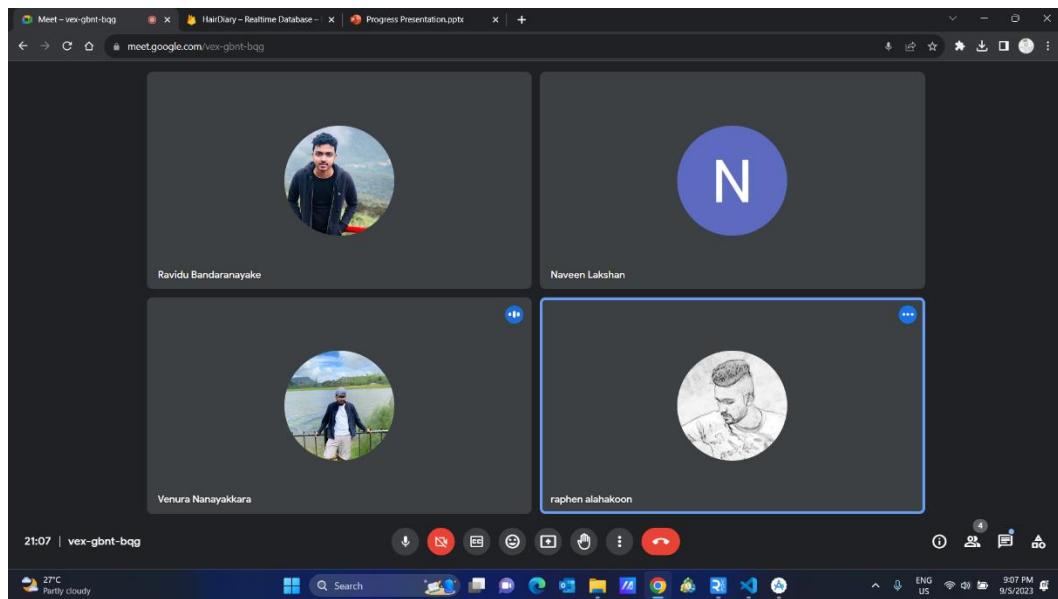 Meet – vex-gbnt-bqg
HairDiary – Realtime Database –
Progress Presentation.pptx
meet.google.com/vex-gbnt-bqg
N
Ravidu Bandaranayake
Naveen Lakshan
Venura Nanayakkara
raphen alahakoon
21:07 | vex-gbnt-bqg
CC
4
27°C
Partly cloudy
Search
ENG
US
9:07 PM
9/5/2023